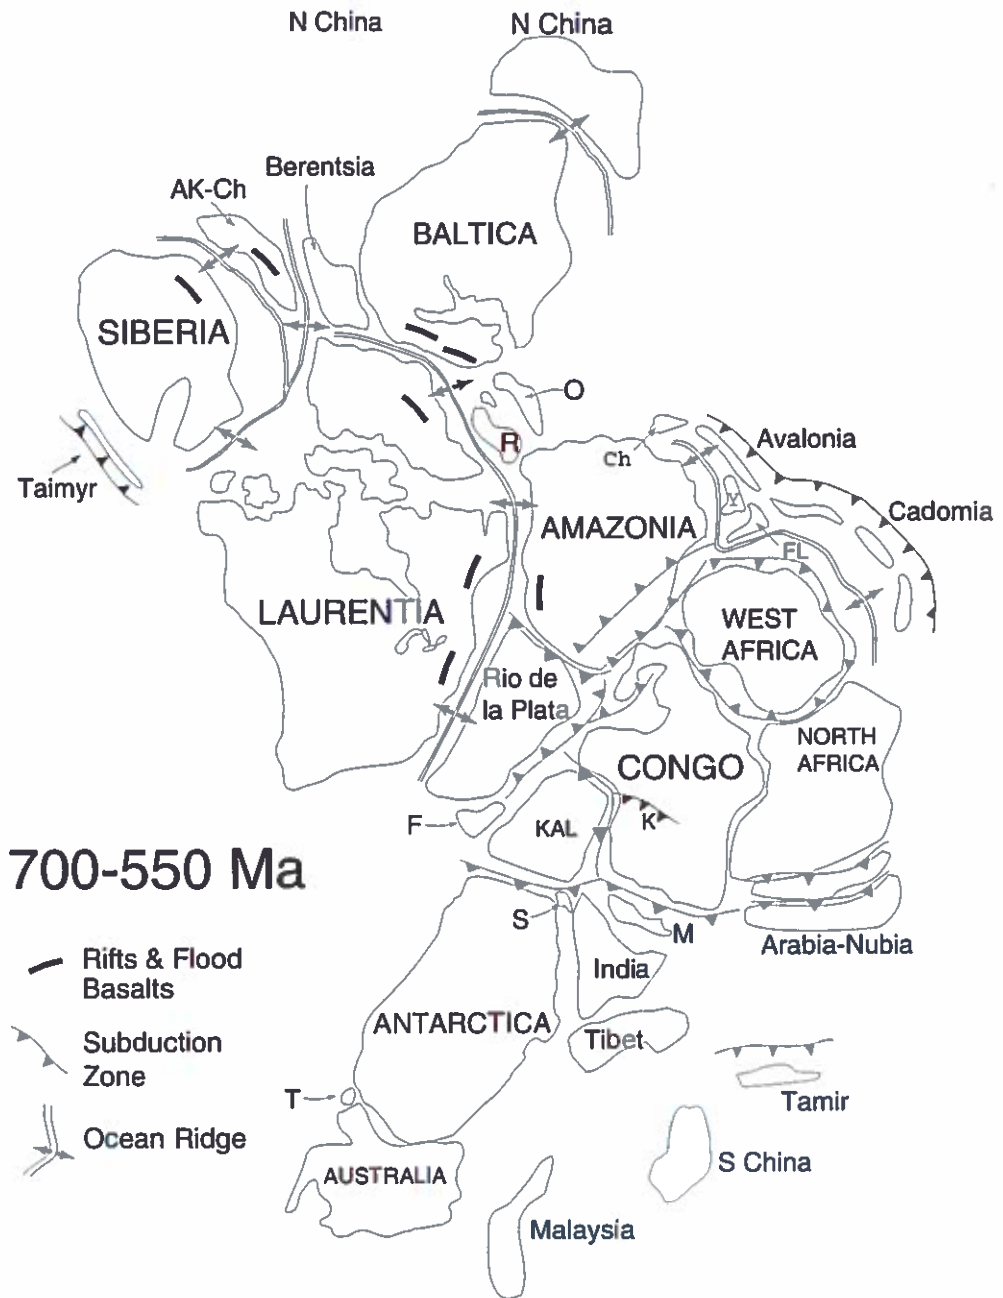 N China
N China
Berentsia
AK-Ch
BALTICA
SIBERIA
O
R
Ch
Avalonia
Taimyr
Y
Cadomia
AMAZONIA
FL
LAURENTIA
WEST
AFRICA
Rio de
la Plata
NORTH
AFRICA
CONGO
F
KAL
K
700-550 Ma
S
M
Arabia-Nubia
Rifts & Flood
Basalts
India
ANTARCTICA
Tibet
Subduction
Zone
T
Tamir
Ocean Ridge
S China
AUSTRALIA
Malaysia